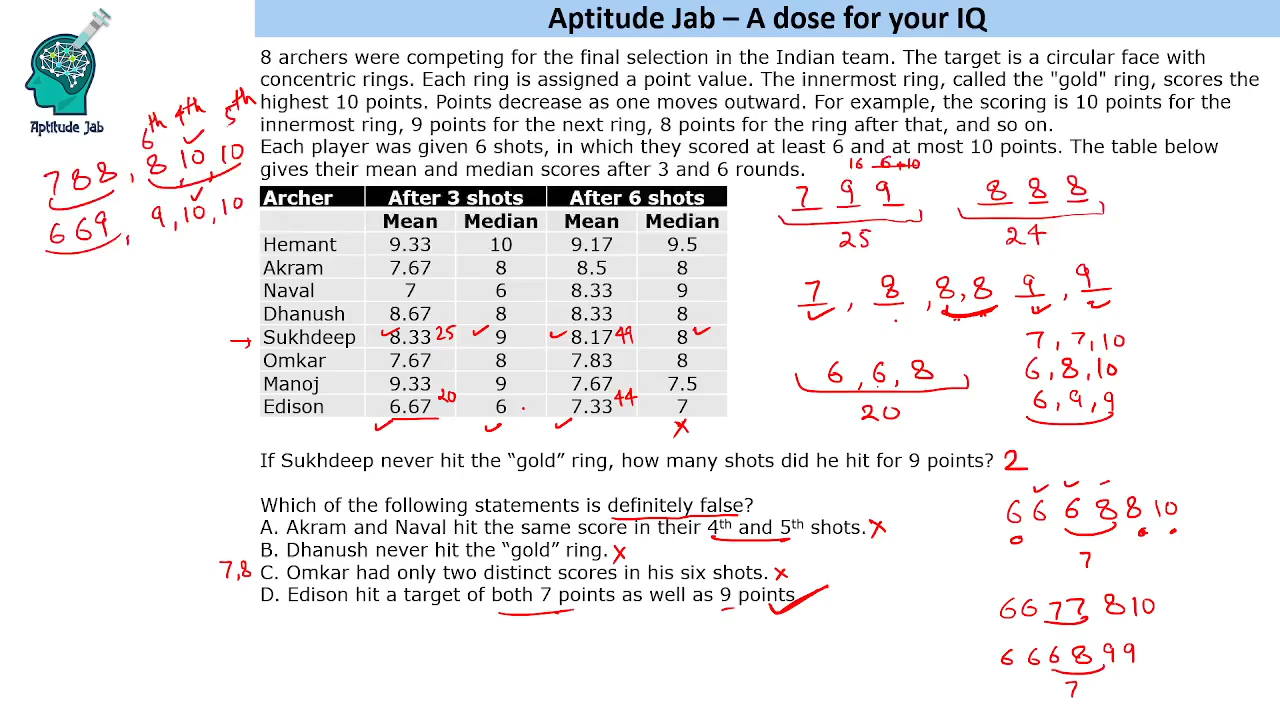 Aptitude Jab – A dose for your IQ
Aptitude Jab
8 archers were competing for the final selection in the Indian team. The target is a circular face with
concentric rings. Each ring is assigned a point value. The innermost ring, called the "gold" ring, scores the
highest 10 points. Points decrease as one moves outward. For example, the scoring is 10 points for the
innermost ring, 9 points for the next ring, 8 points for the ring after that, and so on.
Each player was given 6 shots, in which they scored at least 6 and at most 10 points. The table below
gives their mean and median scores after 3 and 6 rounds.
6th 4th 5th
7 8 8, 8 10 10
6 6 9, 9, 10, 10
Archer After 3 shots After 6 shots
Mean Median Mean Median
Hemant 9.33 10 9.17 9.5
Akram 7.67 8 8.5 8
Naval 7 6 8.33 9
Dhanush 8.67 8 8.33 8
Sukhdeep 8.33 25 9 8.17 49 8
Omkar 7.67 8 7.83 8
Manoj 9.33 9 7.67 7.5
Edison 6.67 20 6 7.33 44 7
16 6+10
7 9 9
25
8 8 8
24
7, 8, 8, 8 9, 9
7, 7, 10
6, 8, 10
6, 9, 9
6, 6, 8
20
If Sukhdeep never hit the “gold” ring, how many shots did he hit for 9 points? 2
Which of the following statements is definitely false?
A. Akram and Naval hit the same score in their 4th and 5th shots. x
B. Dhanush never hit the “gold” ring. x
7,8 C. Omkar had only two distinct scores in his six shots. x
D. Edison hit a target of both 7 points as well as 9 points
6 6 6 8 8 10
7
6 6 7 7 8 10
6 6 6 8 9 9
7